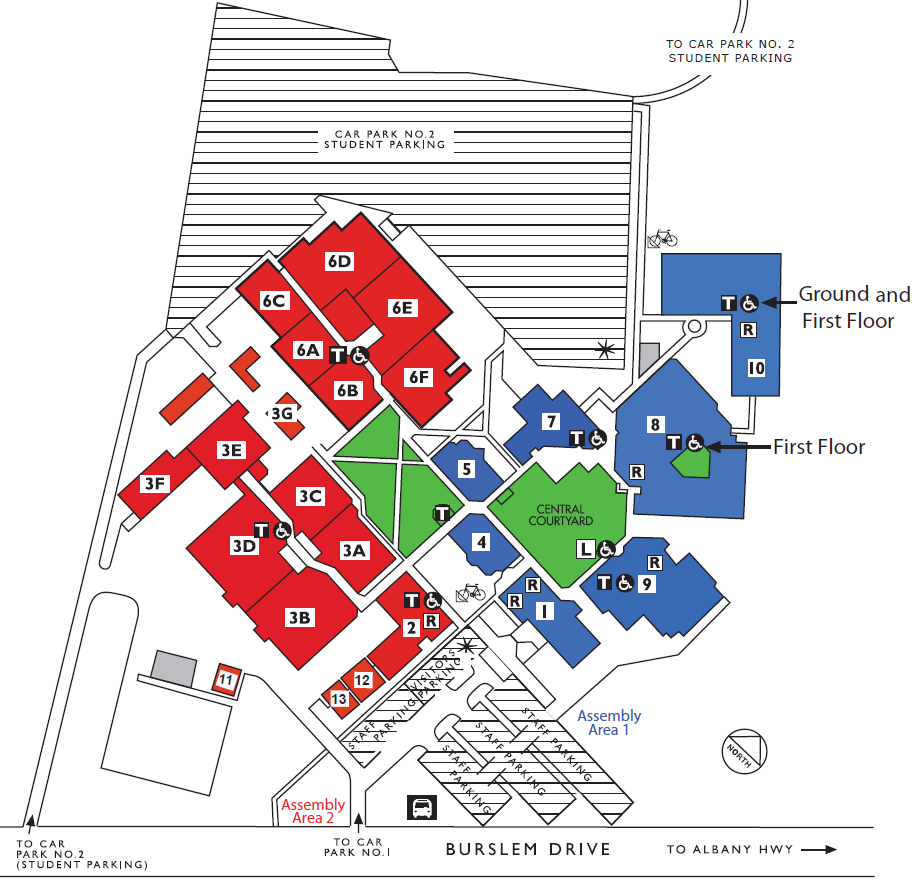 TO CAR PARK NO. 2
STUDENT PARKING
CAR PARK NO.2
STUDENT PARKING
6D
6C
6E
6A
T
6B
6F
Ground and
First Floor
T
R
10
3G
7
T
8
T
First Floor
R
3E
3F
3C
5
T
CENTRAL
COURTYARD
T
3D
3A
4
L
R
T
9
3B
T
2
R
R
R
1
11
12
13
VISITORS
PARKING
STAFF
PARKING
STAFF PARKING
STAFF PARKING
STAFF
PARKING
Assembly
Area 1
NORTH
Assembly
Area 2
TO CAR
PARK NO.2
(STUDENT PARKING)
TO CAR
PARK NO.1
BURSLEM DRIVE
TO ALBANY HWY